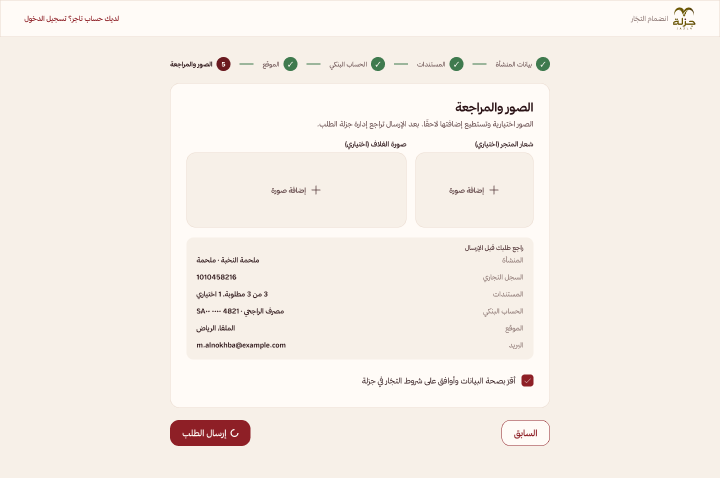 جزلة
JAZLA
انضمام التجار
لديك حساب تاجر؟ تسجيل الدخول
بيانات المنشأة
المستندات
الحساب البنكي
الموقع
5 الصور والمراجعة
الصور والمراجعة
الصور اختيارية وتستطيع إضافتها لاحقًا. بعد الإرسال تراجع إدارة جزلة الطلب.
شعار المتجر (اختياري)
صورة الغلاف (اختياري)
إضافة صورة
إضافة صورة
راجع طلبك قبل الإرسال
المنشأة ملحمة النخبة · ملحمة
السجل التجاري 1010458216
المستندات 3 من 3 مطلوبة، 1 اختياري
الحساب البنكي مصرف الراجحي · SA•• •••• 4821
الموقع الملقا، الرياض
البريد m.alnokhba@example.com
أقرّ بصحة البيانات وأوافق على شروط التجّار في جزلة
السابق
إرسال الطلب